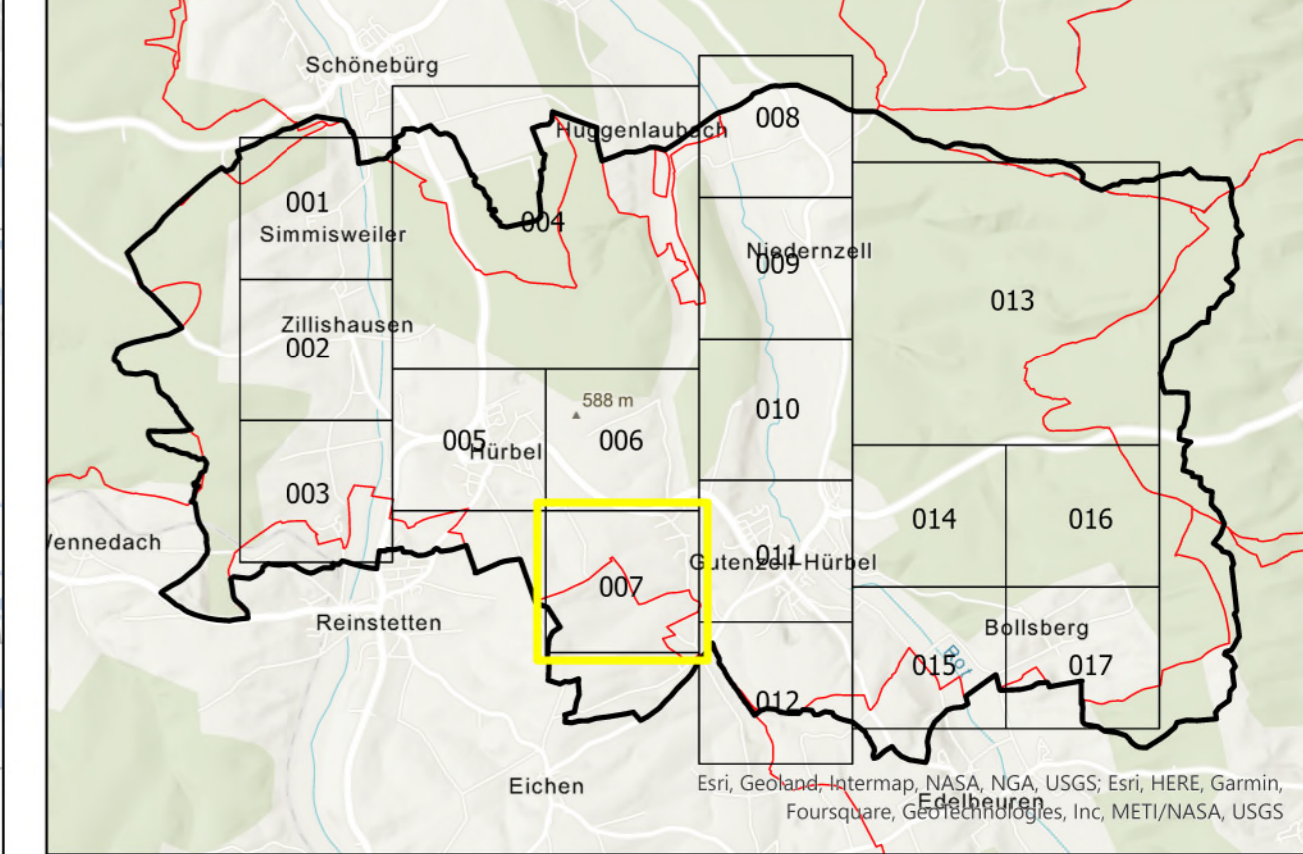 Schönebürg
008
Huggenlaubach
001
004
Simmisweiler
Niedernzell
009
013
Zillishausen
002
588 m
010
005
006
Hürbel
003
014
016
Vennedach
011
Gutenzell-Hürbel
007
Reinstetten
Bollsberg
Rot
015
017
012
Eichen
Esri, Geoland, Intermap, NASA, NGA, USGS; Esri, HERE, Garmin,
Edelbeuren
Foursquare, GeoTechnologies, Inc, METI/NASA, USGS